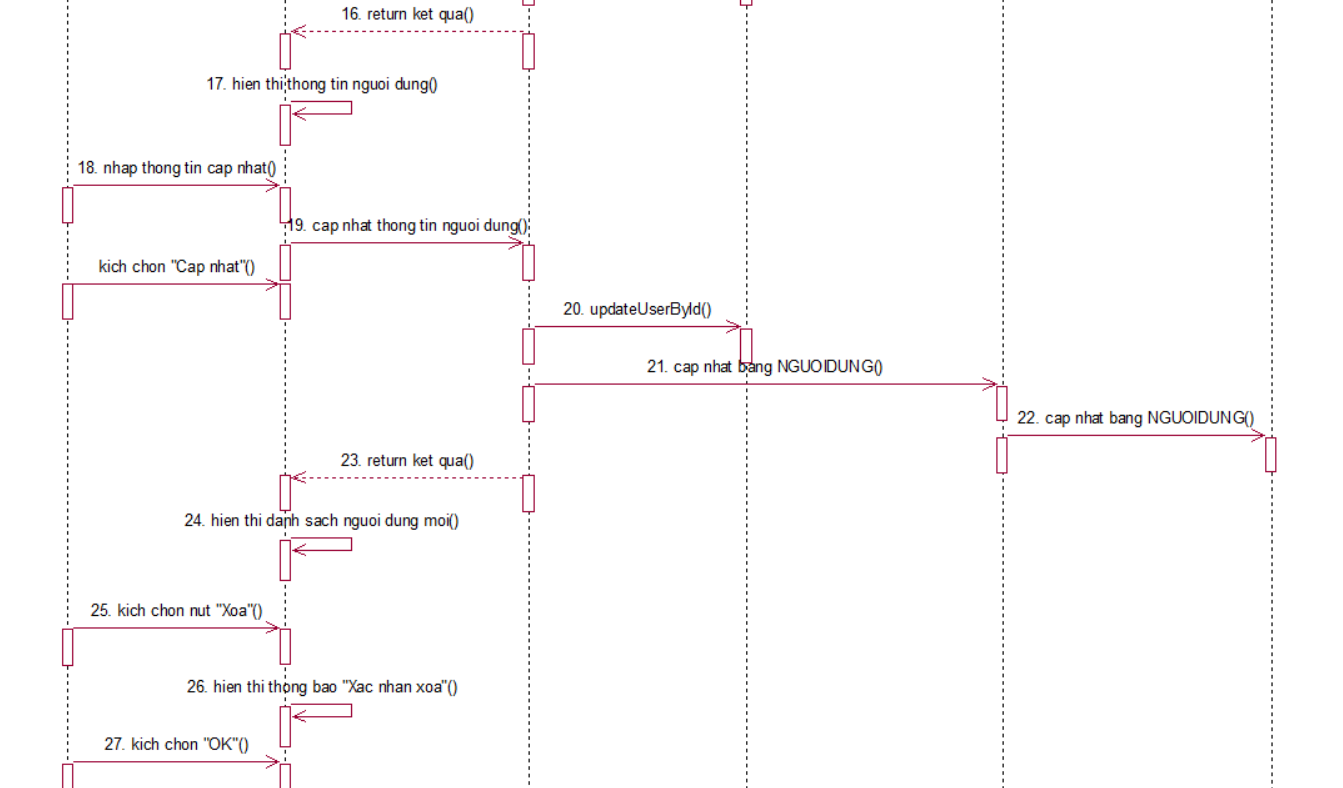 16. return ket qua()
17. hien thi thong tin nguoi dung()
18. nhap thong tin cap nhat()
19. cap nhat thong tin nguoi dung()
kich chon "Cap nhat"()
20. updateUserById()
21. cap nhat bang NGUOIDUNG()
22. cap nhat bang NGUOIDUNG()
23. return ket qua()
24. hien thi danh sach nguoi dung moi()
25. kich chon nut "Xoa"()
26. hien thi thong bao "Xac nhan xoa"()
27. kich chon "OK"()